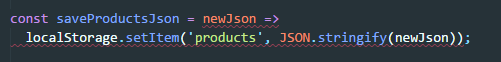 const saveProductsJson = newJson =>
localStorage.setItem('products', JSON.stringify(newJson));